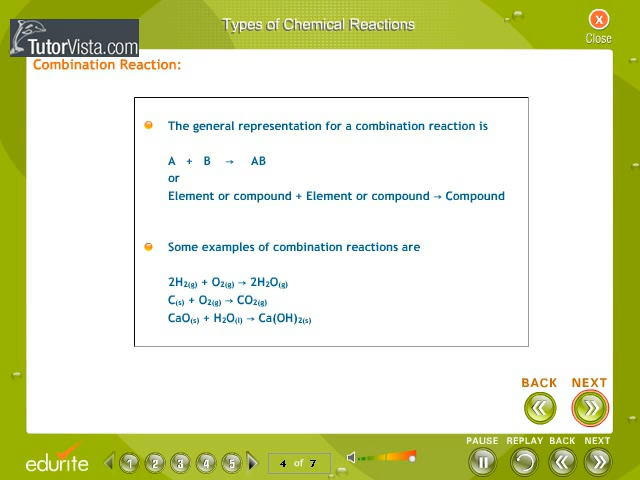 Types of Chemical Reactions
X
Close
TutorVista.com
Combination Reaction:
The general representation for a combination reaction is
A + B → AB
or
Element or compound + Element or compound → Compound
Some examples of combination reactions are
2H₂(g) + O₂(g) → 2H₂O(g)
C(s) + O₂(g) → CO₂(g)
CaO(s) + H₂O(l) → Ca(OH)₂(s)
BACK NEXT
PAUSE REPLAY BACK NEXT
edurite 1 2 3 4 5 4 of 7